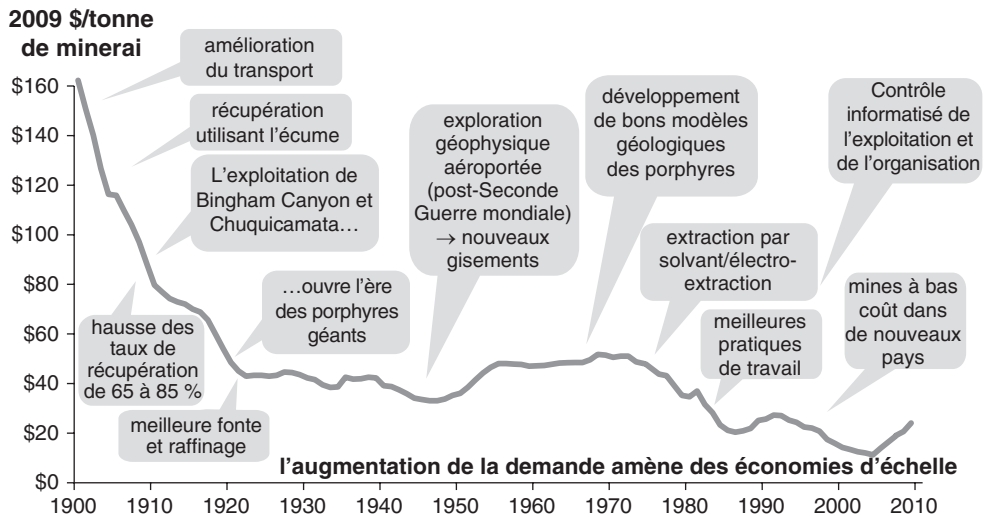 2009 $/tonne
de minerai
$160
$140
$120
$100
$80
$60
$40
$20
$0
amélioration
du transport
récupération
utilisant l'écume
L'exploitation de
Bingham Canyon et
Chuquicamata…
hausse des
taux de
récupération
de 65 à 85 %
meilleure fonte
et raffinage
…ouvre l'ère
des porphyres
géants
exploration
géophysique
aéroportée
(post-Seconde
Guerre mondiale)
→ nouveaux
gisements
développement
de bons modèles
géologiques
des porphyres
extraction par
solvant/électro-
extraction
meilleures
pratiques
de travail
Contrôle
informatisé de
l'exploitation et
de l'organisation
mines à bas
coût dans
de nouveaux
pays
l'augmentation de la demande amène des économies d'échelle
1900 1910 1920 1930 1940 1950 1960 1970 1980 1990 2000 2010